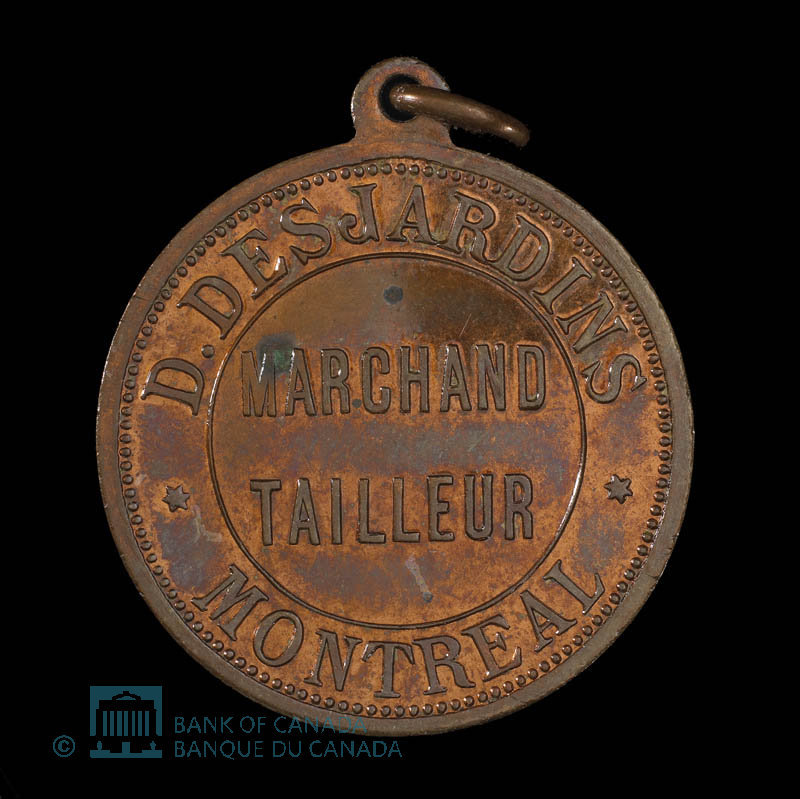 D. DESJARDINS
MARCHAND
TAILLEUR
MONTREAL
© BANK OF CANADA
BANQUE DU CANADA